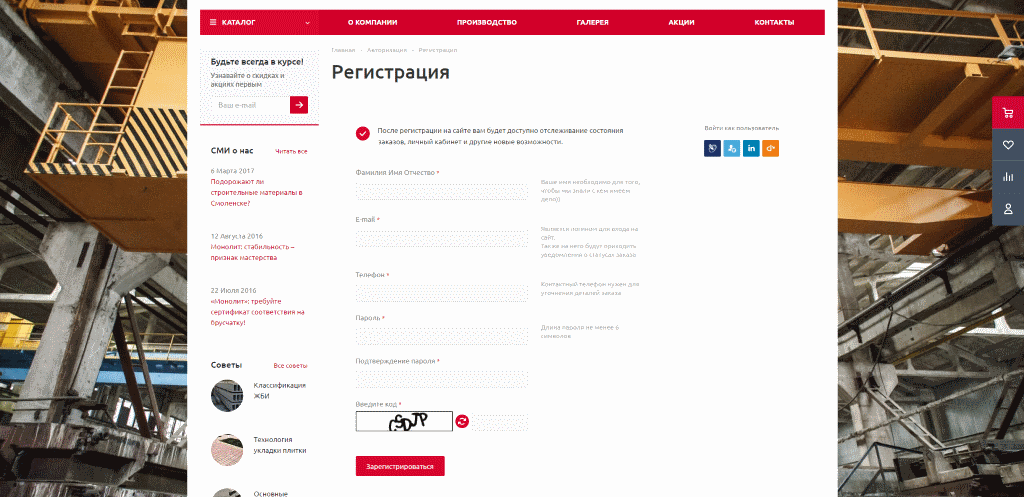 КАТАЛОГ
О КОМПАНИИ
ПРОИЗВОДСТВО
ГАЛЕРЕЯ
АКЦИИ
КОНТАКТЫ
Главная - Авторизация - Регистрация
Регистрация
Будьте всегда в курсе!
Узнавайте о скидках и
акциях первым
Ваш e-mail
СМИ о нас
Читать все
6 Марта 2017
Подорожают ли
строительные материалы в
Смоленске?
12 Августа 2016
Монолит: стабильность –
признак мастерства
22 Июля 2016
«Монолит»: требуйте
сертификат соответствия на
брусчатку!
Советы
Все советы
Классификация
ЖБИ
Технология
укладки плитки
Основные
После регистрации на сайте вам будет доступно отслеживание состояния
заказов, личный кабинет и другие новые возможности.
Войти как пользователь
Фамилия Имя Отчество *
Ваше имя необходимо для того,
чтобы мы знали с кем имеем
дело))
E-mail *
Является логином для входа на
сайт.
Также на него будут приходить
уведомления о статусах заказа
Телефон *
Контактный телефон нужен для
уточнения деталей заказа
Пароль *
Длина пароля не менее 6
символов
Подтверждение пароля *
Введите код *
Зарегистрироваться